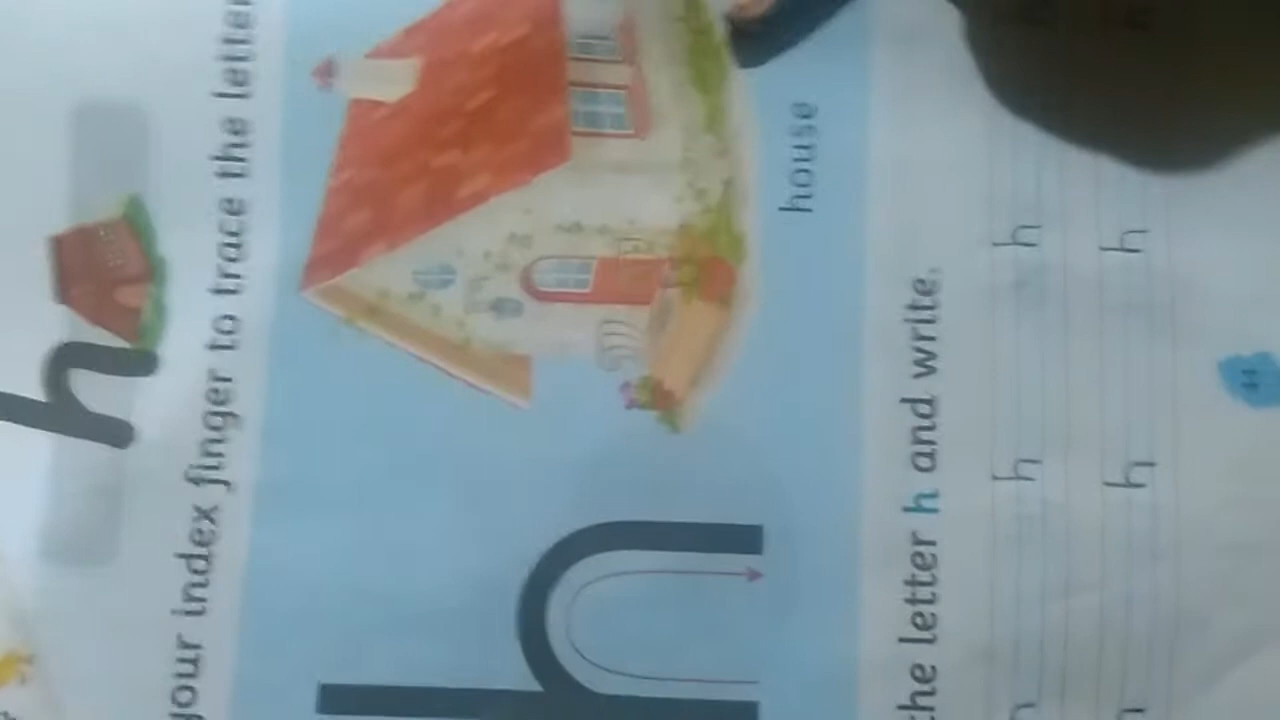 h
your index finger to trace the letter
h
house
the letter h and write.
h h h
h h h